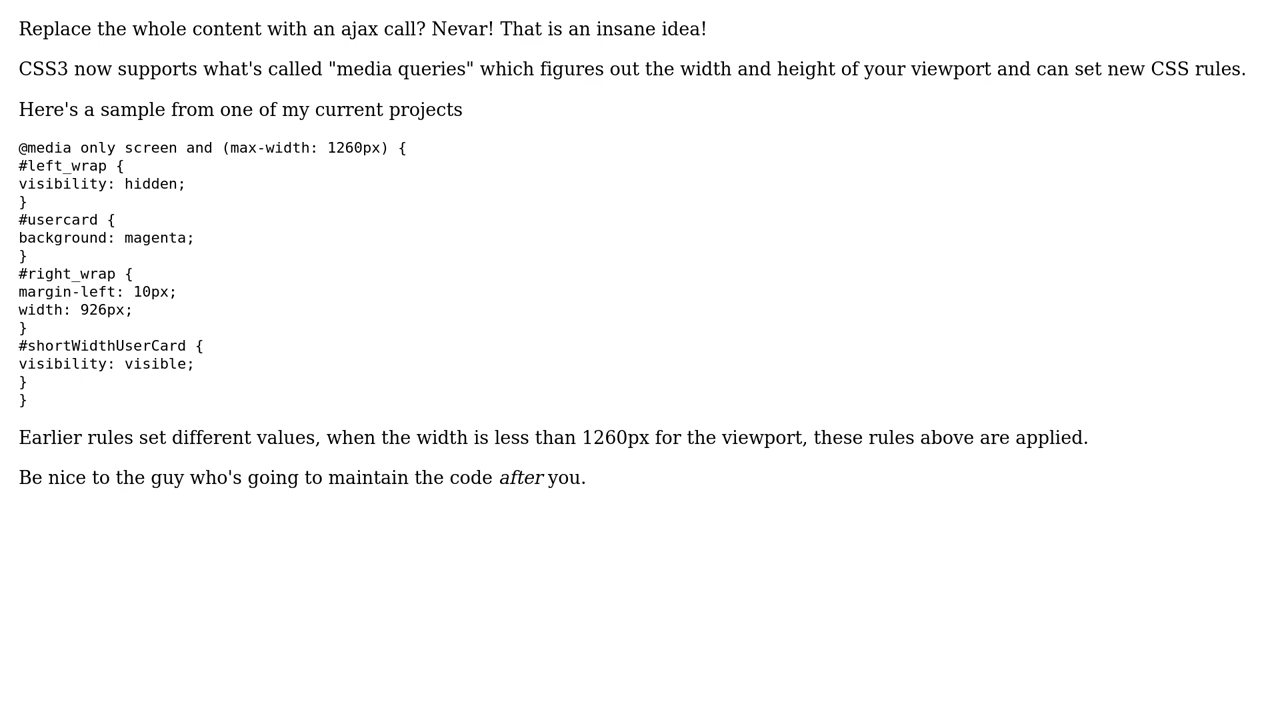 Replace the whole content with an ajax call? Nevar! That is an insane idea!
CSS3 now supports what's called "media queries" which figures out the width and height of your viewport and can set new CSS rules.
Here's a sample from one of my current projects
@media only screen and (max-width: 1260px) {
#left_wrap {
visibility: hidden;
}
#usercard {
background: magenta;
}
#right_wrap {
margin-left: 10px;
width: 926px;
}
#shortWidthUserCard {
visibility: visible;
}
}
Earlier rules set different values, when the width is less than 1260px for the viewport, these rules above are applied.
Be nice to the guy who's going to maintain the code after you.